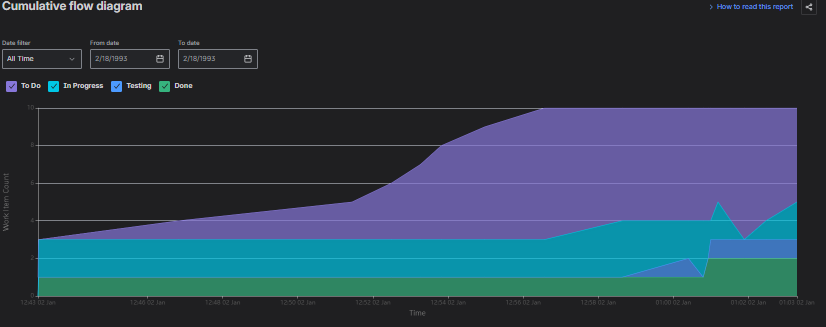 Cumulative flow diagram
How to read this report
Date filter
From date
To date
All Time
2/18/1993
2/18/1993
To Do
In Progress
Testing
Done
10
8
6
4
2
0
Work Item Count
12:43 02 Jan
12:46 02 Jan
12:48 02 Jan
12:50 02 Jan
12:52 02 Jan
12:54 02 Jan
12:56 02 Jan
12:58 02 Jan
01:00 02 Jan
01:02 02 Jan
01:03 02 Jan
Time